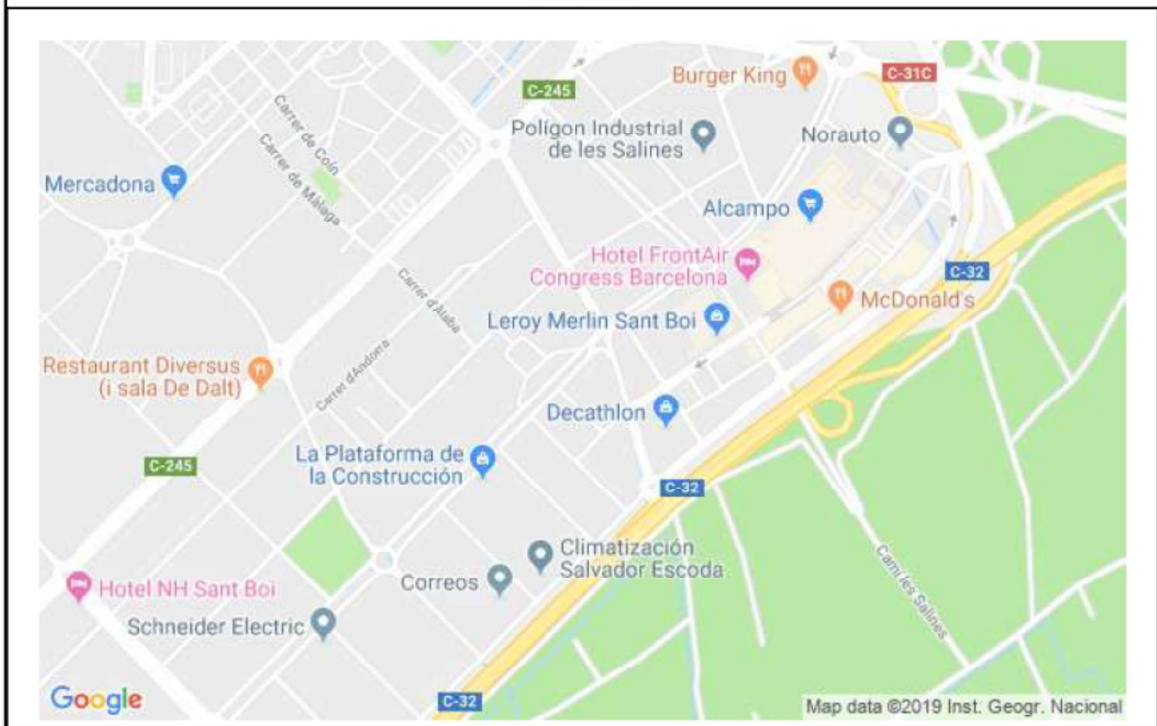 Burger King
C-31C
C-245
Polígon Industrial
de les Salines
Norauto
Carrer de Coín
Carrer de Màlaga
Mercadona
Alcampo
Hotel FrontAir
Congress Barcelona
C-32
Carrer d'Àlaba
McDonald's
Leroy Merlin Sant Boi
Restaurant Diversus
(i sala De Dalt)
Carrer d'Andorra
Decathlon
La Plataforma de
la Construcción
C-245
C-32
Climatización
Salvador Escoda
Correos
Camí les Salines
Hotel NH Sant Boi
Schneider Electric
Google
C-32
Map data ©2019 Inst. Geogr. Nacional